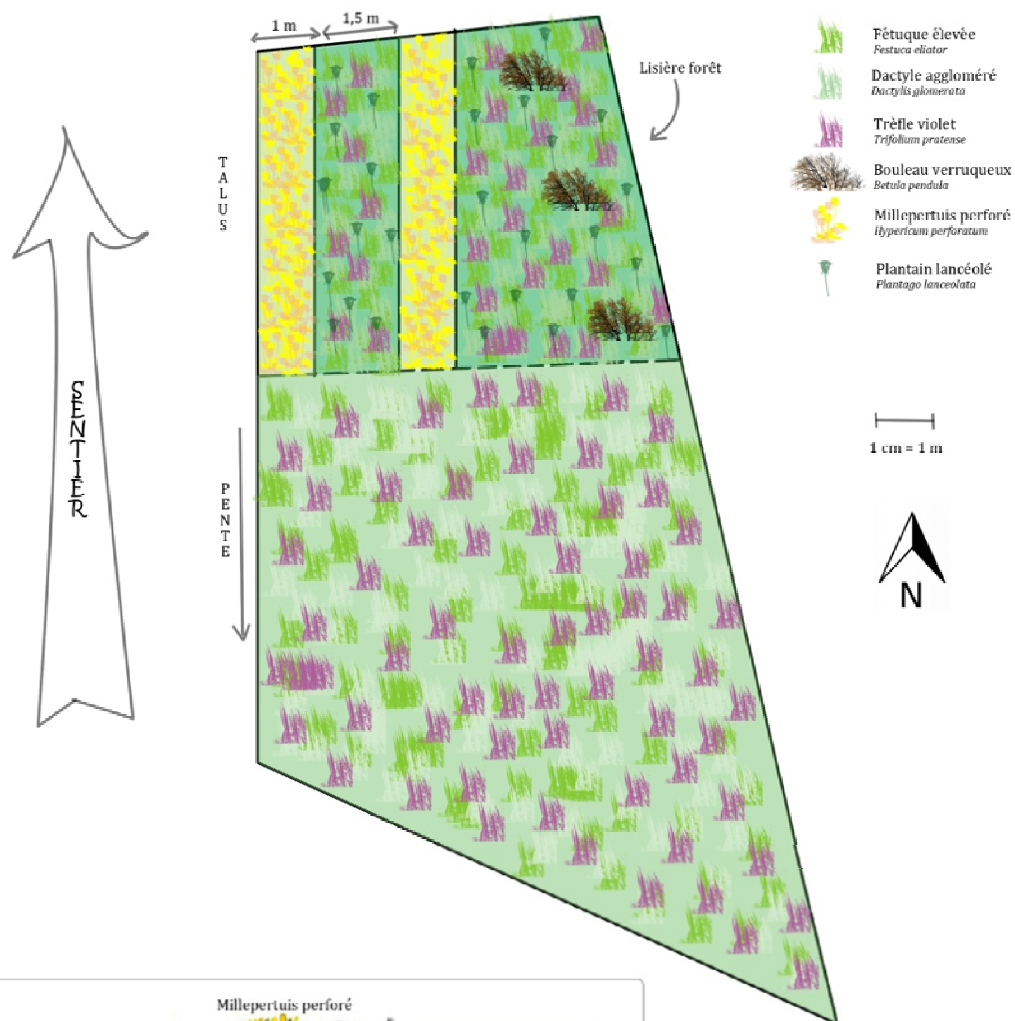 1 m
1,5 m
Lisière forêt
TALUS
SENTIER
PENTE
Fétuque élevée
Festuca eliator
Dactyle aggloméré
Dactylis glomerata
Trèfle violet
Trifolium pratense
Bouleau verruqueux
Betula pendula
Millepertuis perforé
Hypericum perforatum
Plantain lancéolé
Plantago lanceolata
1 cm = 1 m
N
Millepertuis perforé